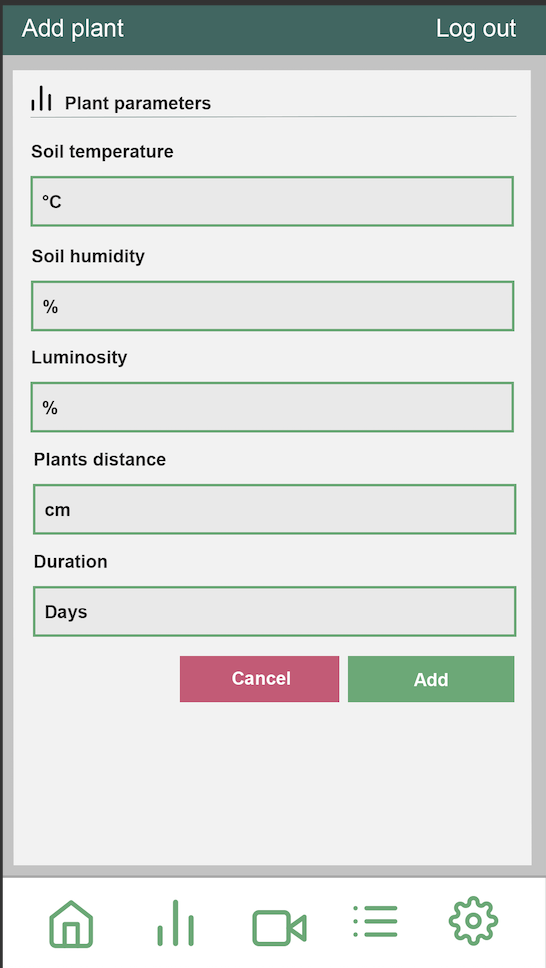 Add plant
Log out
Plant parameters
Soil temperature
°C
Soil humidity
%
Luminosity
%
Plants distance
cm
Duration
Days
Cancel
Add